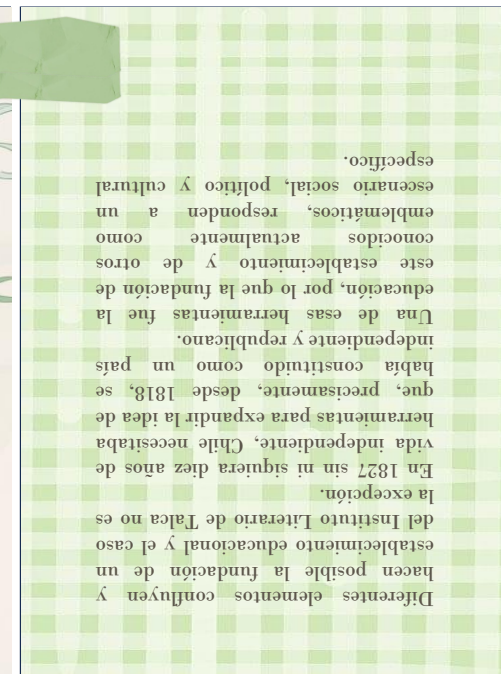 Diferentes elementos confluyen y
hacen posible la fundación de un
establecimiento educacional y el caso
del Instituto Literario de Talca no es
la excepción.
En 1827 sin ni siquiera diez años de
vida independiente, Chile necesitaba
herramientas para expandir la idea de
que, precisamente, desde 1818, se
había constituido como un país
independiente y republicano.
Una de esas herramientas fue la
educación, por lo que la fundación de
este establecimiento y de otros
conocidos actualmente como
emblemáticos, responden a un
escenario social, político y cultural
específico.